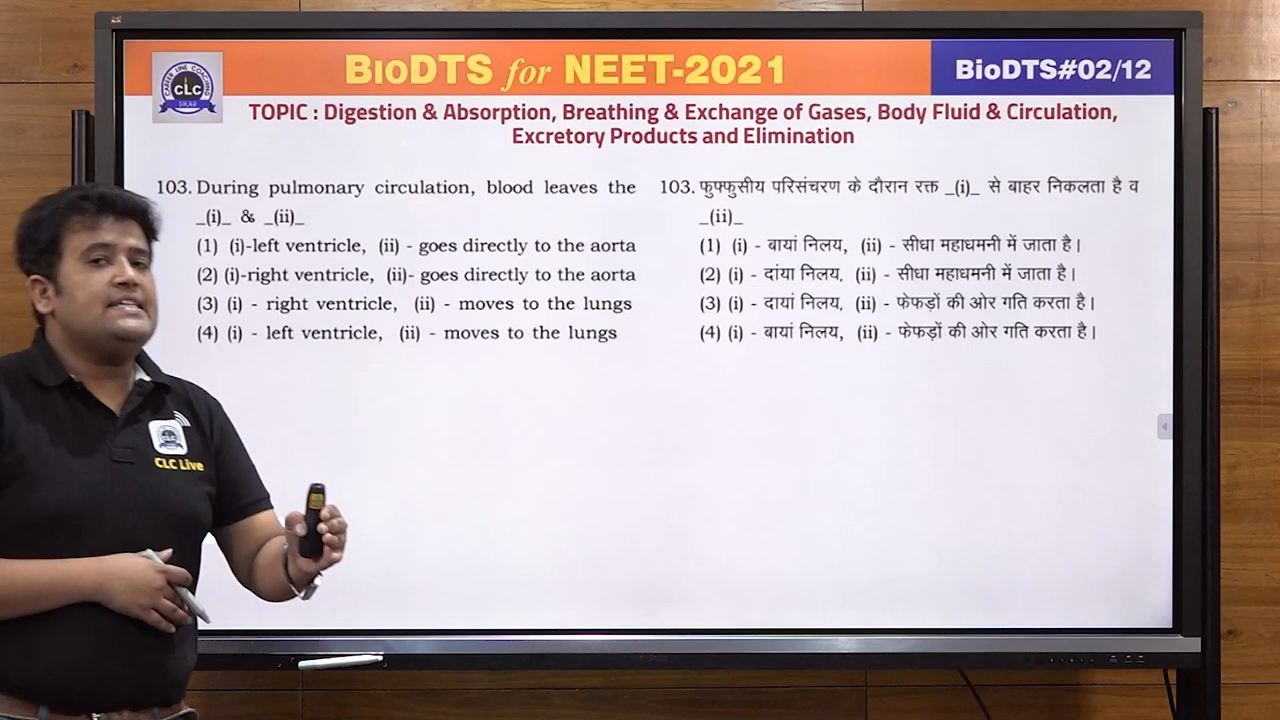 BIODTS for NEET-2021
BioDTS#02/12
CAREER LINE COACHING
CLC
SIKAR
TOPIC : Digestion & Absorption, Breathing & Exchange of Gases, Body Fluid & Circulation,
Excretory Products and Elimination
103. During pulmonary circulation, blood leaves the
_(i)_ & _(ii)_
(1) (i)-left ventricle, (ii) - goes directly to the aorta
(2) (i)-right ventricle, (ii)- goes directly to the aorta
(3) (i) - right ventricle, (ii) - moves to the lungs
(4) (i) - left ventricle, (ii) - moves to the lungs
103. फुफ्फुसीय परिसंचरण के दौरान रक्त _(i)_ से बाहर निकलता है व
_(ii)_
(1) (i) - बायां निलय, (ii) - सीधा महाधमनी में जाता है।
(2) (i) - दांया निलय, (ii) - सीधा महाधमनी में जाता है।
(3) (i) - दायां निलय, (ii) - फेफड़ों की ओर गति करता है।
(4) (i) - बायां निलय, (ii) - फेफड़ों की ओर गति करता है।
CLC
CLC Live